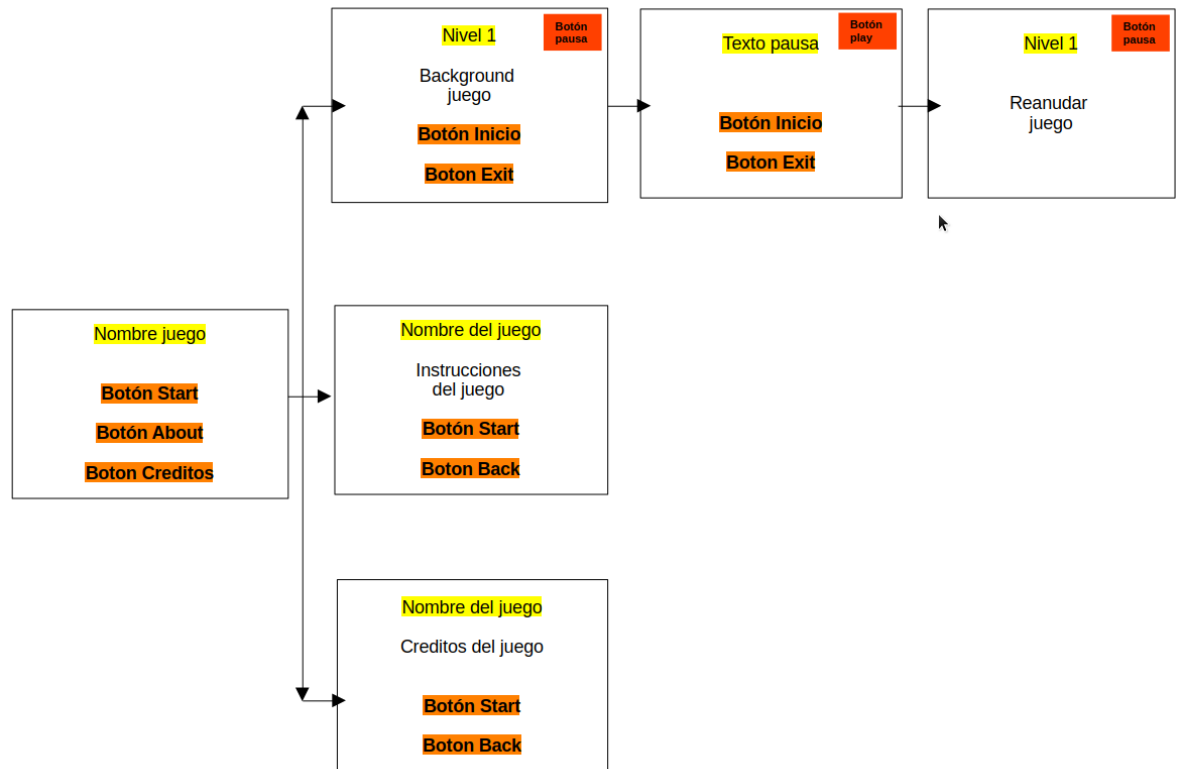 Nivel 1
Botón
pausa
Background
juego
Botón Inicio
Boton Exit
Texto pausa
Botón
play
Botón Inicio
Boton Exit
Nivel 1
Botón
pausa
Reanudar
juego
Nombre juego
Botón Start
Botón About
Boton Creditos
Nombre del juego
Instrucciones
del juego
Botón Start
Boton Back
Nombre del juego
Creditos del juego
Botón Start
Boton Back